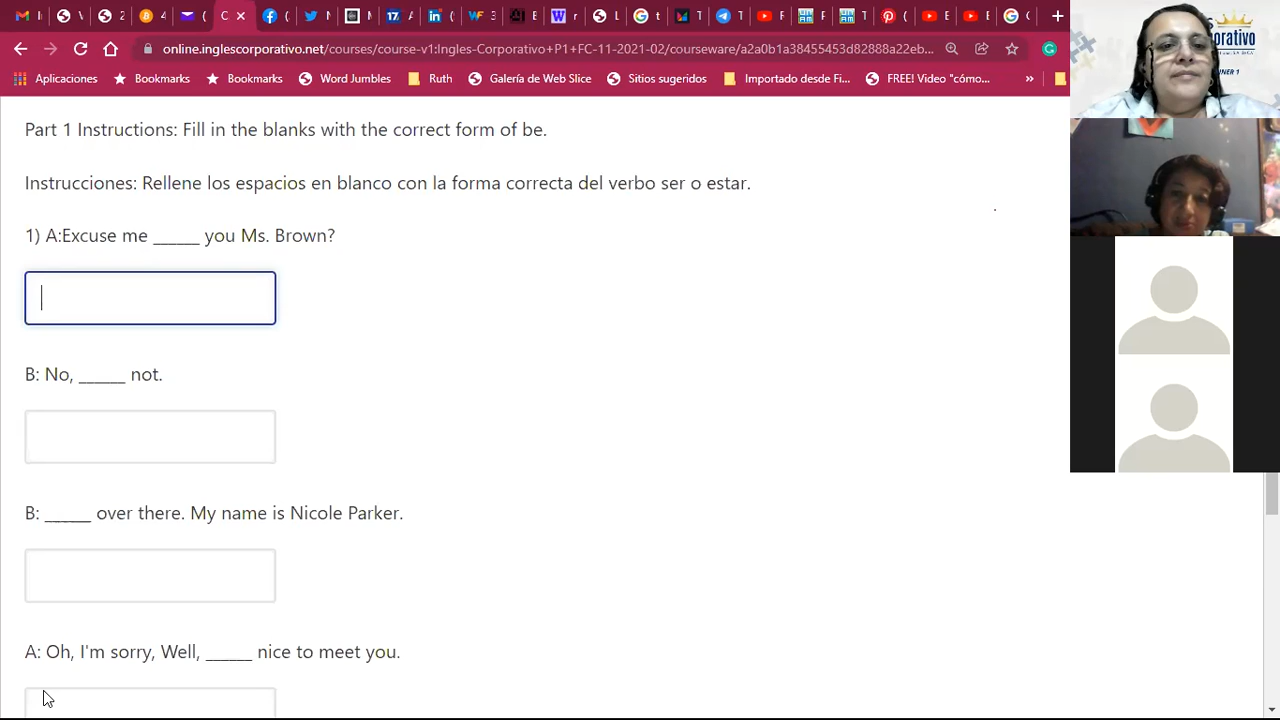 online.inglescorporativo.net/courses/course-v1:Ingles-Corporativo+P1+FC-11-2021-02/courseware/a2a0b1a38455453d82888a22eb...
Aplicaciones Bookmarks Bookmarks Word Jumbles Ruth Galería de Web Slice Sitios sugeridos Importado desde Fi... FREE! Video "cómo... »
Part 1 Instructions: Fill in the blanks with the correct form of be.
Instrucciones: Rellene los espacios en blanco con la forma correcta del verbo ser o estar.
1) A:Excuse me ______ you Ms. Brown?
B: No, ______ not.
B: ______ over there. My name is Nicole Parker.
A: Oh, I'm sorry, Well, ______ nice to meet you.